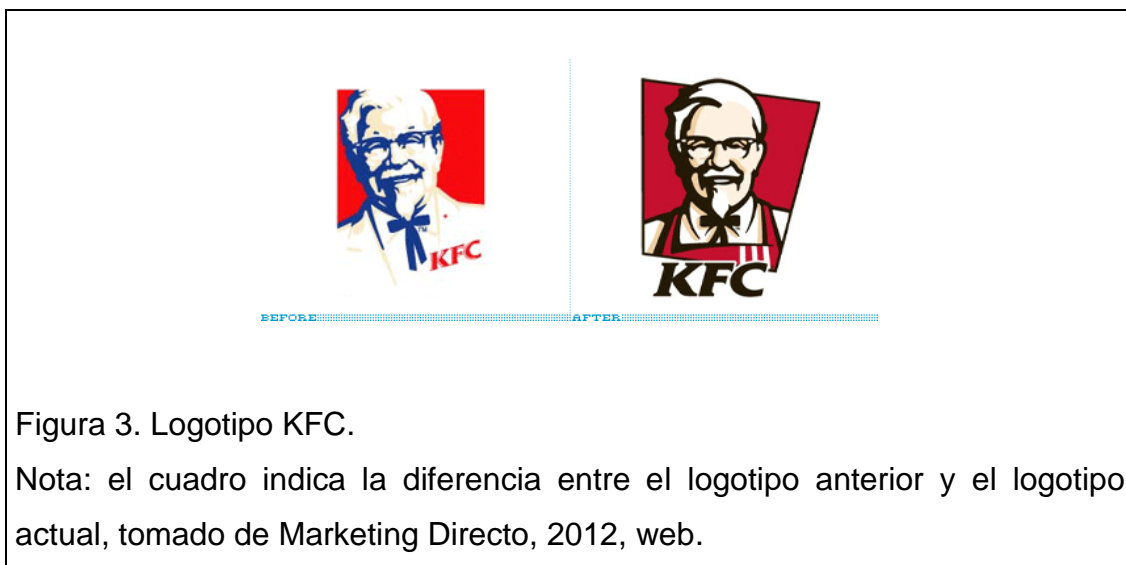 TM
KFC
KFC
BEFORE AFTER
Figura 3. Logotipo KFC.
Nota: el cuadro indica la diferencia entre el logotipo anterior y el logotipo
actual, tomado de Marketing Directo, 2012, web.